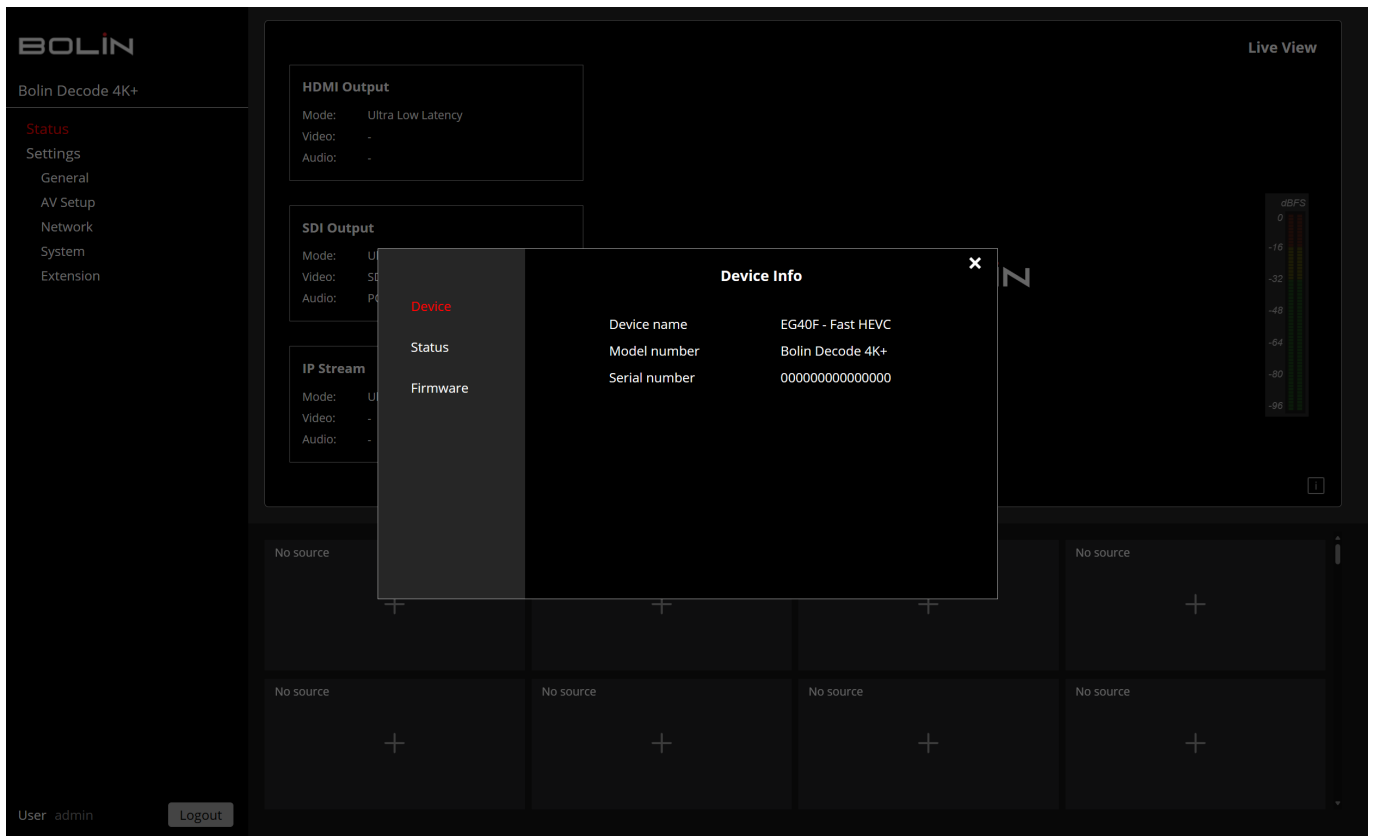 BOLIN
Bolin Decode 4K+
Status
Settings
General
AV Setup
Network
System
Extension
User admin
Logout
Live View
HDMI Output
Mode: Ultra Low Latency
Video: -
Audio: -
SDI Output
Mode:
Video:
Audio:
IP Stream
Mode:
Video: -
Audio: -
dBFS
0
-16
-32
-48
-64
-80
-96
i
Device Info
×
Device
Status
Firmware
Device name EG40F - Fast HEVC
Model number Bolin Decode 4K+
Serial number 000000000000000
No source
No source
No source No source No source No source